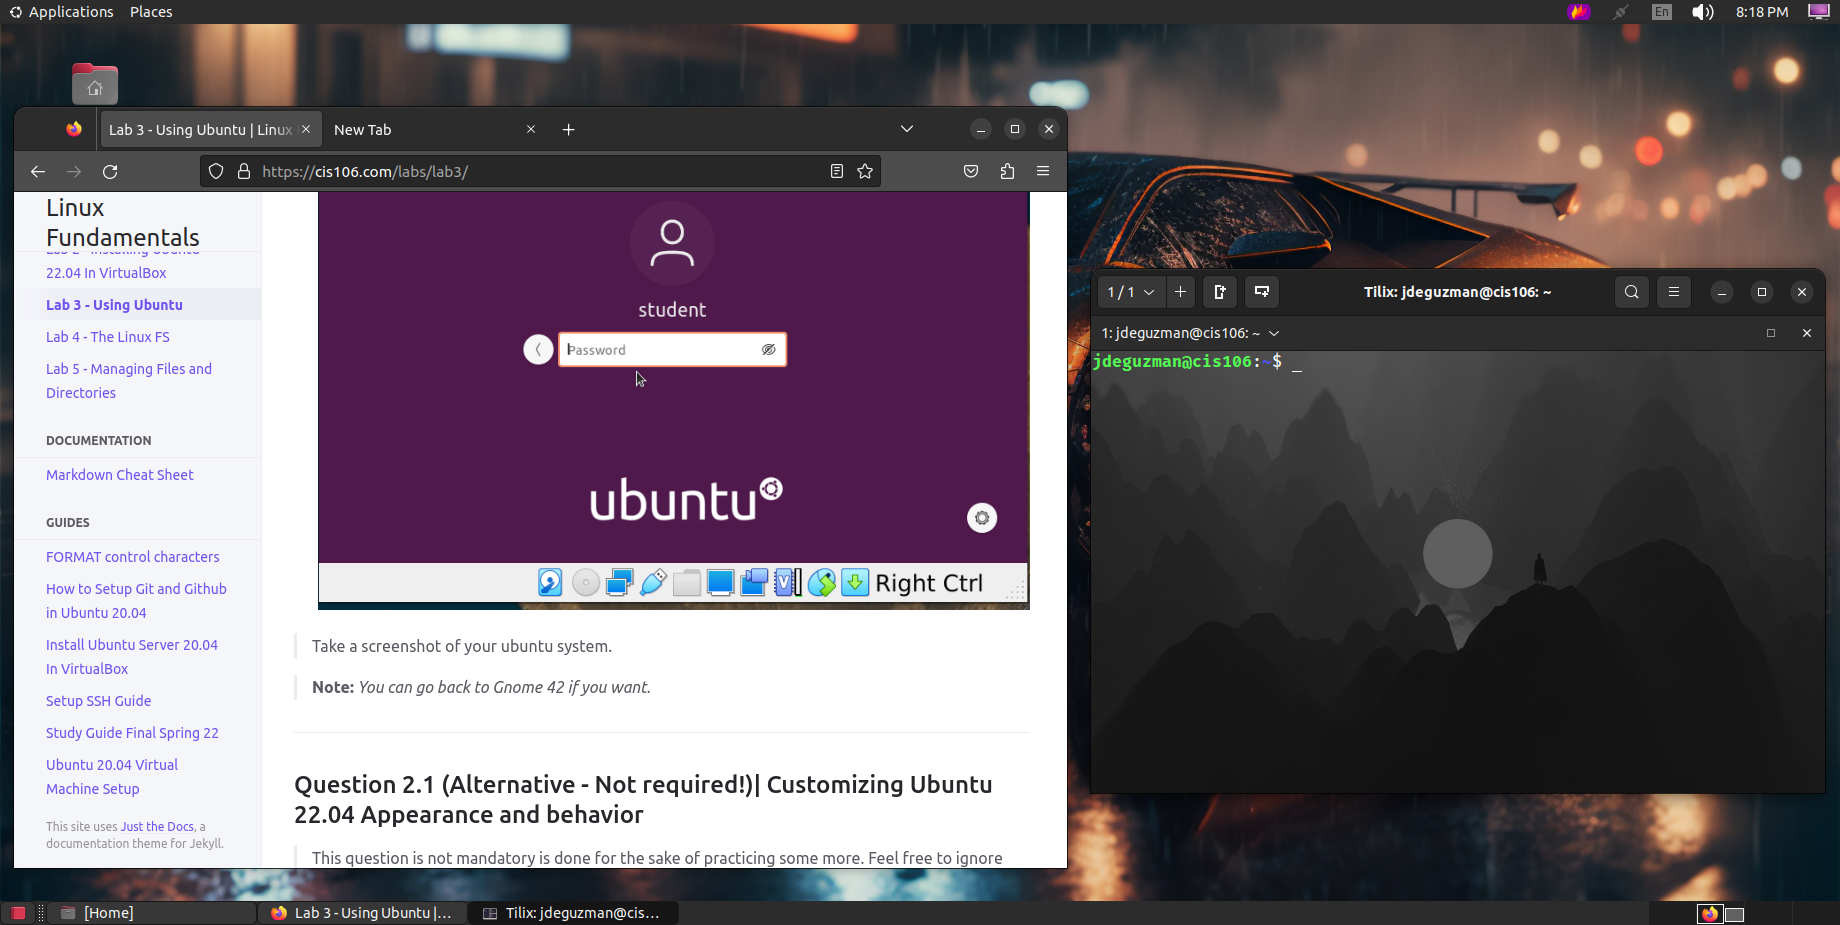 Applications Places
En 8:18 PM
Lab 3 - Using Ubuntu | Linux
New Tab
https://cis106.com/labs/lab3/
Linux
Fundamentals
Lab 2 - Installing Ubuntu
22.04 In VirtualBox
Lab 3 - Using Ubuntu
Lab 4 - The Linux FS
Lab 5 - Managing Files and
Directories
DOCUMENTATION
Markdown Cheat Sheet
GUIDES
FORMAT control characters
How to Setup Git and Github
in Ubuntu 20.04
Install Ubuntu Server 20.04
In VirtualBox
Setup SSH Guide
Study Guide Final Spring 22
Ubuntu 20.04 Virtual
Machine Setup
This site uses Just the Docs, a
documentation theme for Jekyll.
student
Password
ubuntu
V
Right Ctrl
Take a screenshot of your ubuntu system.
Note: You can go back to Gnome 42 if you want.
Question 2.1 (Alternative - Not required!)| Customizing Ubuntu
22.04 Appearance and behavior
This question is not mandatory is done for the sake of practicing some more. Feel free to ignore
1 / 1
Tilix: jdeguzman@cis106: ~
1: jdeguzman@cis106: ~
jdeguzman@cis106:~$ _
[Home]
Lab 3 - Using Ubuntu |...
Tilix: jdeguzman@cis...